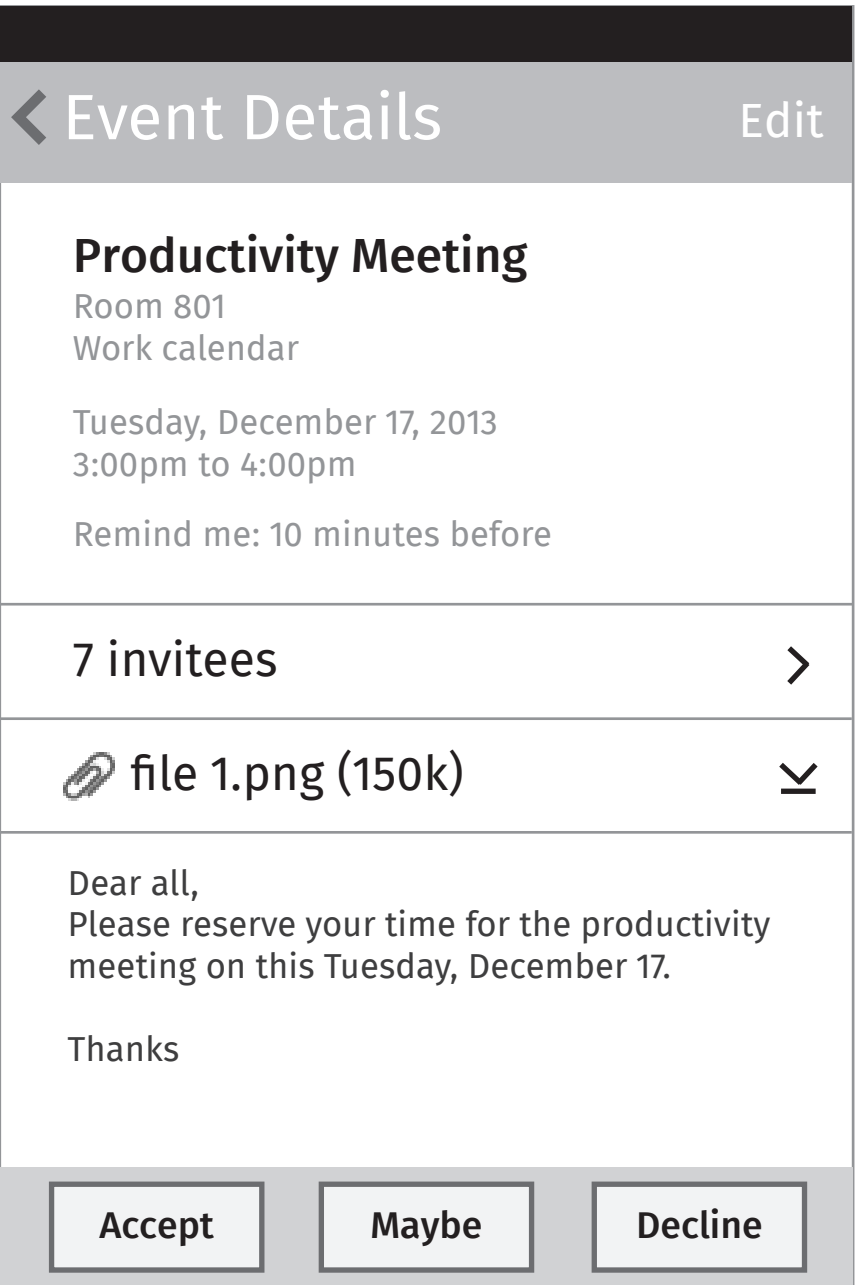 Event Details
Edit
Productivity Meeting
Room 801
Work calendar
Tuesday, December 17, 2013
3:00pm to 4:00pm
Remind me: 10 minutes before
7 invitees
file 1.png (150k)
Dear all,
Please reserve your time for the productivity
meeting on this Tuesday, December 17.
Thanks
Accept
Maybe
Decline